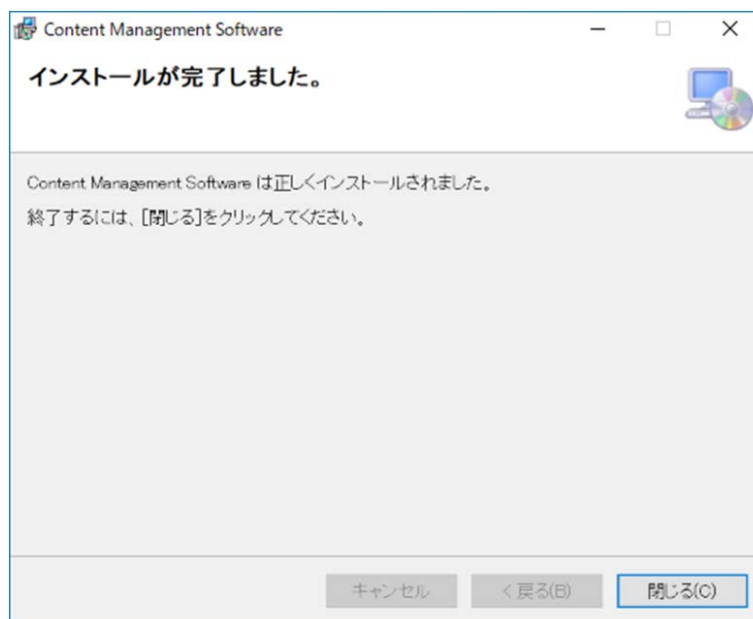 Content Management Software
インストールが完了しました。
Content Management Software は正しくインストールされました。
終了するには、[閉じる]をクリックしてください。
キャンセル
< 戻る(B)
閉じる(C)